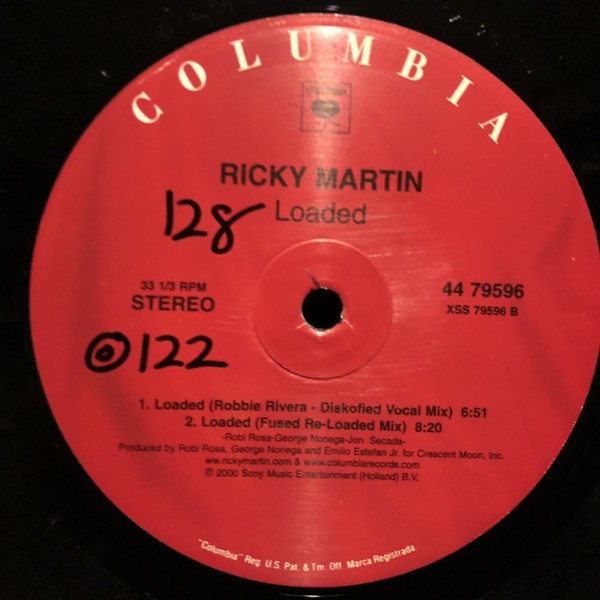 COLUMBIA
COLUMBIA
RICKY MARTIN
128
Loaded
33 1/3 RPM
STEREO
44 79596
XSS 79596 B
122
1. Loaded (Robbie Rivera - Diskofied Vocal Mix) 6:51
2. Loaded (Fused Re-Loaded Mix) 8:20
-Robi Rosa-George Noriega-Jon Secada-
Produced by Robi Rosa, George Noriega and Emilio Estefan Jr. for Crescent Moon, Inc.
ww.rickymartin.com & www.columbiarecords.com
℗ 2000 Sony Music Entertainment (Holland) B.V.
"Columbia" Reg. U.S. Pat. & Tm. Off. Marca Registrada